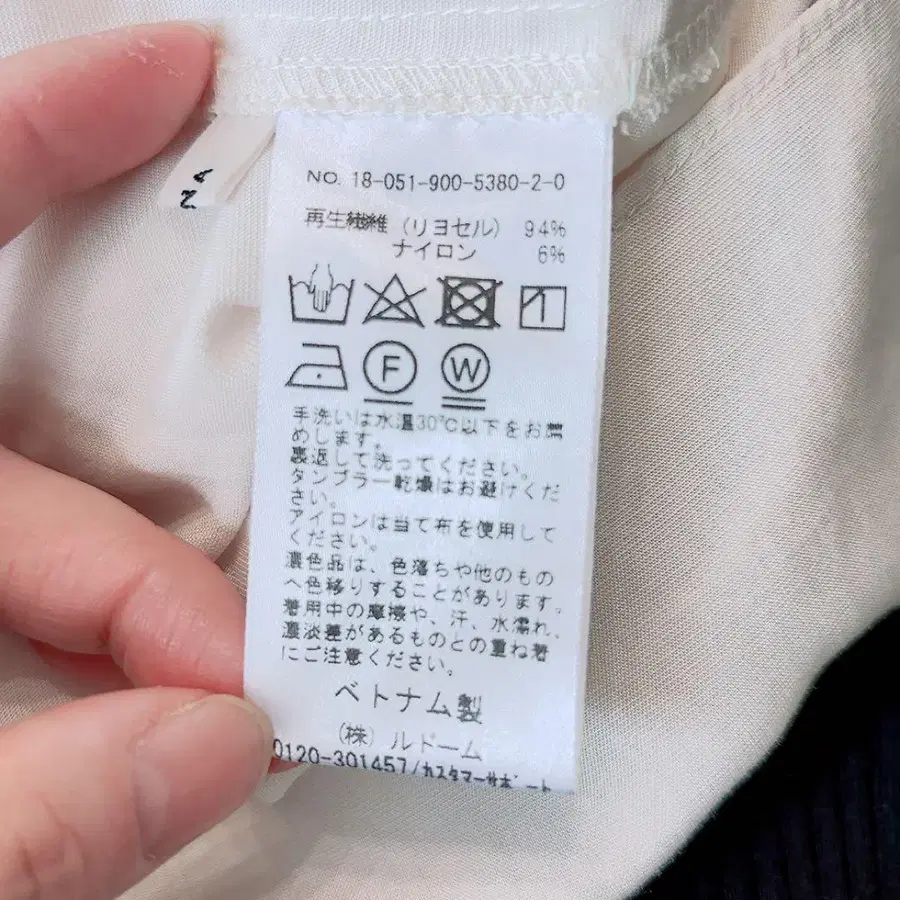 NO. 18-051-900-5380-2-0
再生繊維 (リヨセル) 94%
ナイロン 6%
F W
手洗いは水温30℃以下をお薦
めします。
裏返して洗ってください。
タンブラー乾燥はお避けくだ
さい。
アイロンは当て布を使用して
ください。
濃色品は、色落ちや他のもの
へ色移りすることがあります。
着用中の摩擦や、汗、水濡れ、
濃淡差があるものとの重ね着
にご注意ください。
ベトナム製
(株) ルドーム
0120-301457/カスタマーサポート